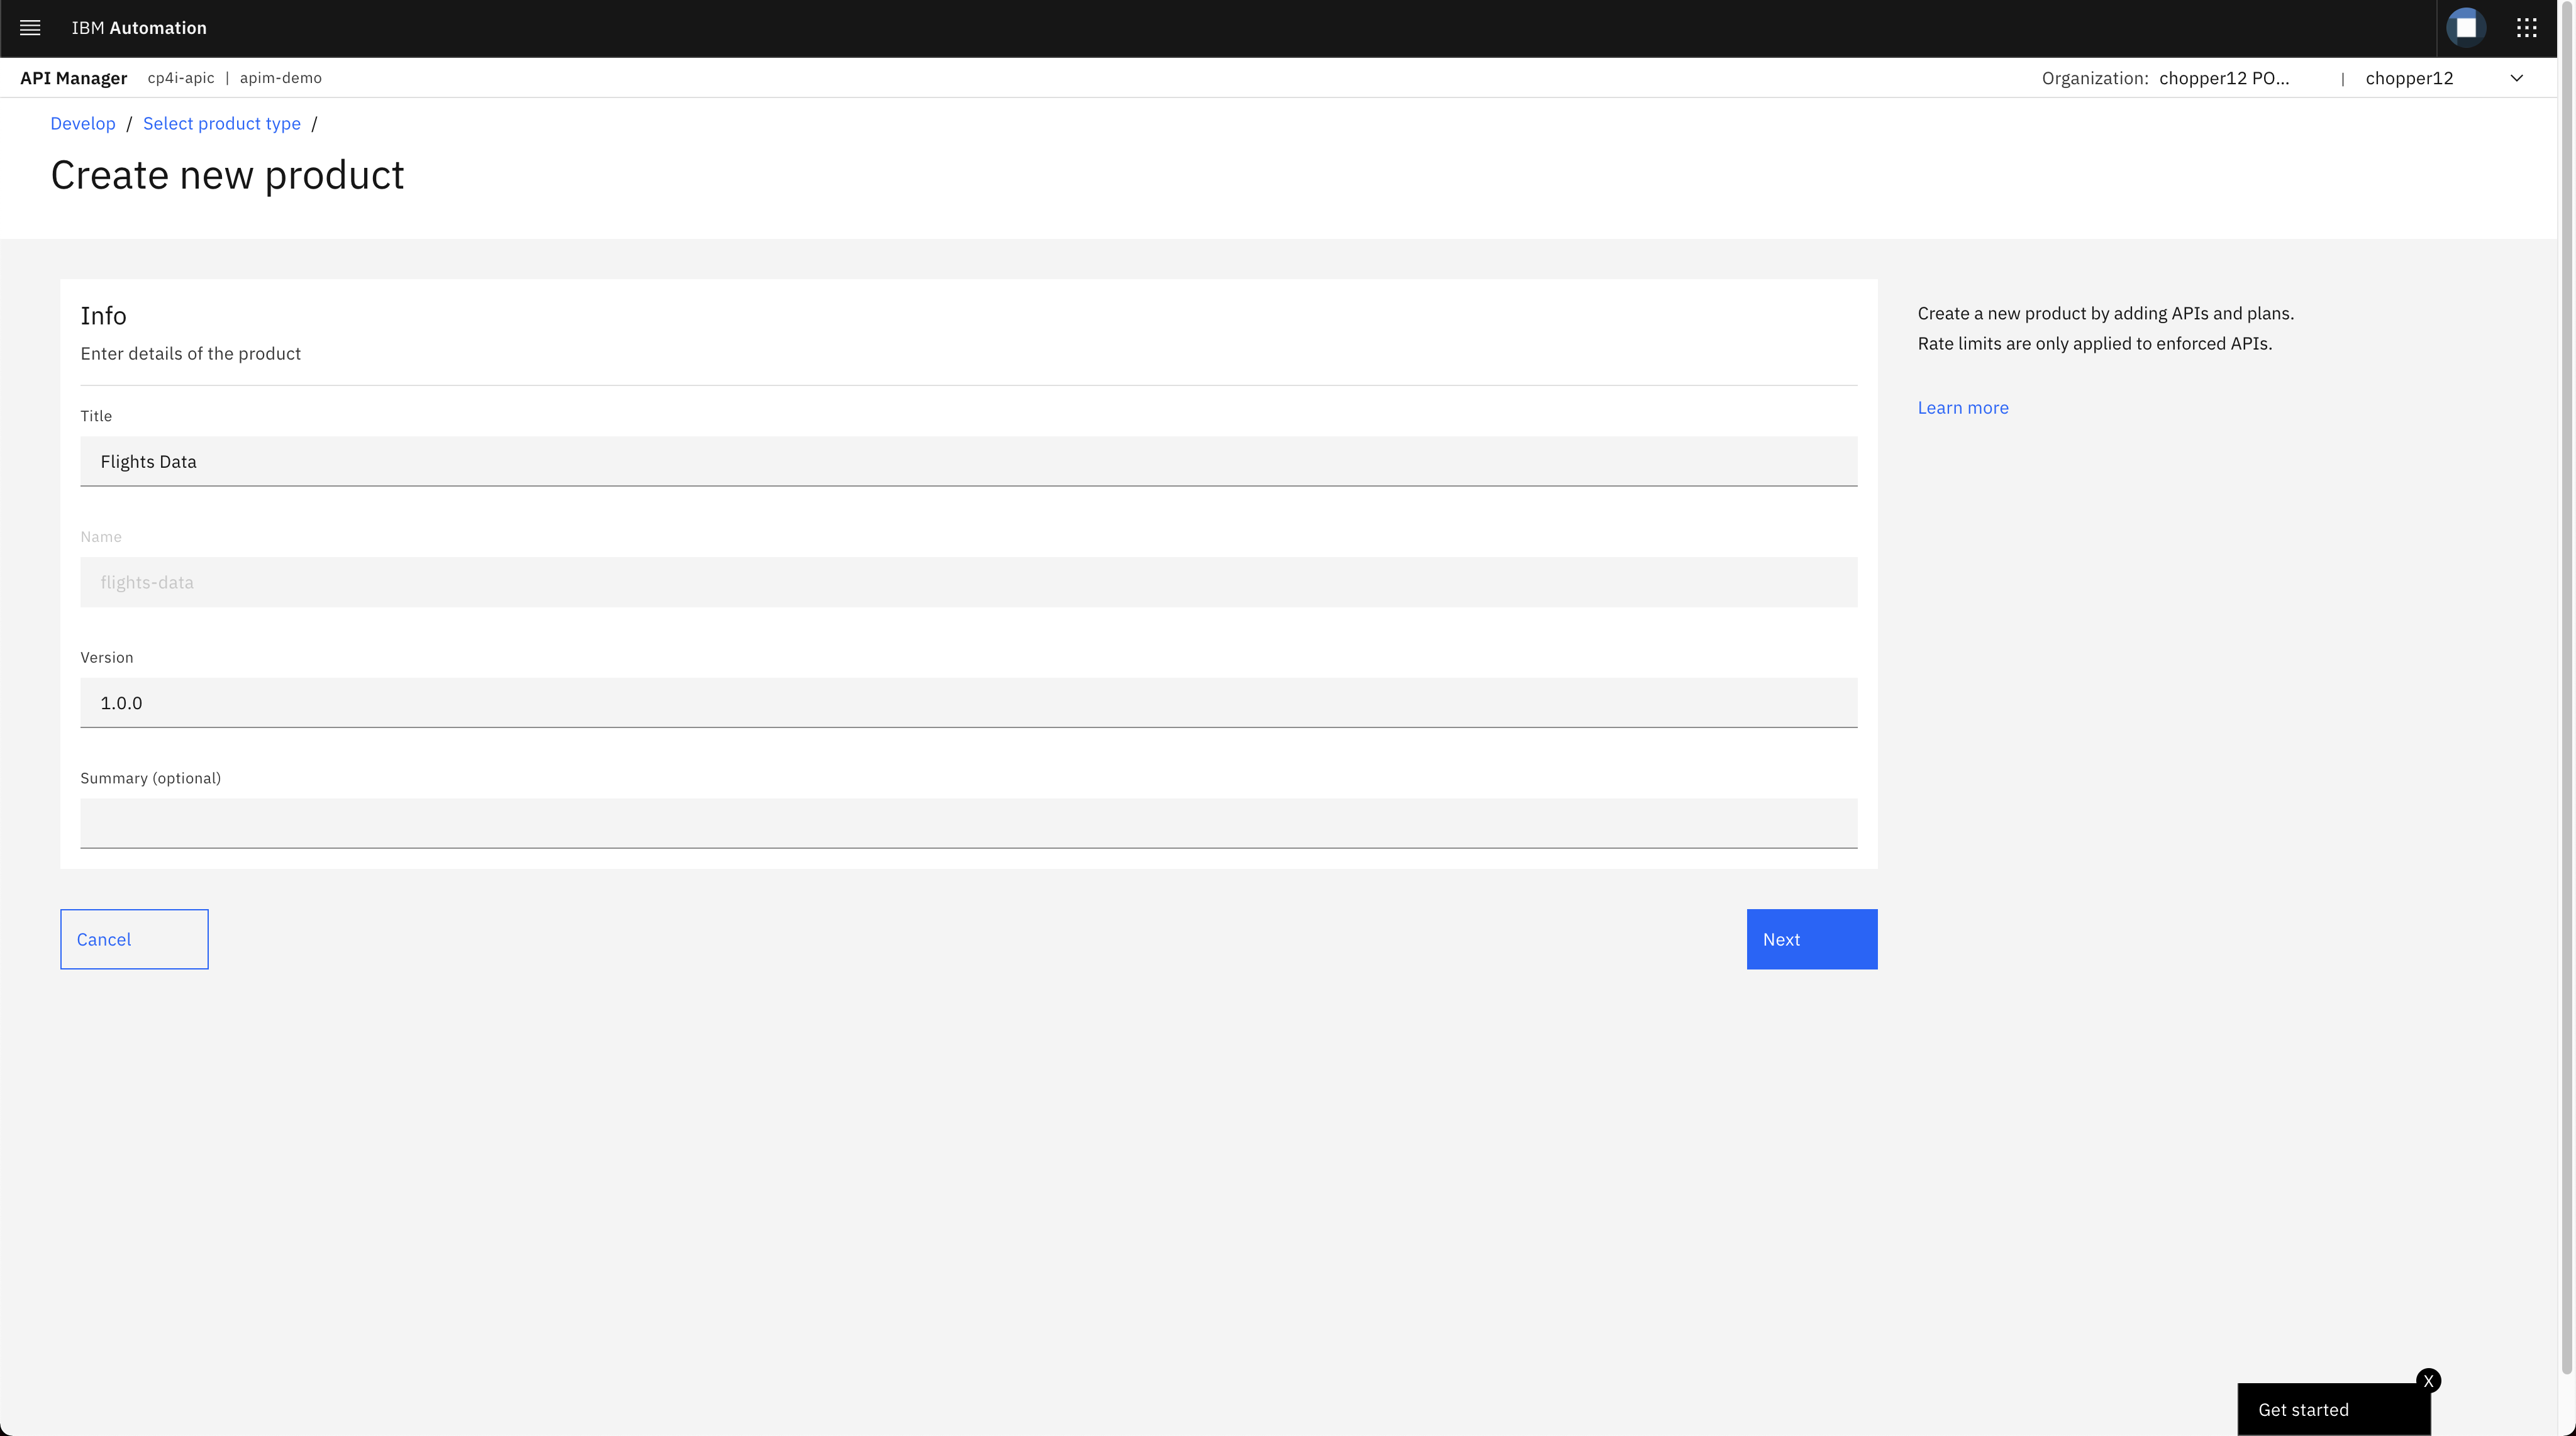 IBM Automation
API Manager cp4i-apic | apim-demo Organization: chopper12 PO... | chopper12
Develop / Select product type /
Create new product
Info
Enter details of the product
Title
Flights Data
Name
flights-data
Version
1.0.0
Summary (optional)
Cancel
Next
Create a new product by adding APIs and plans.
Rate limits are only applied to enforced APIs.
Learn more
X
Get started